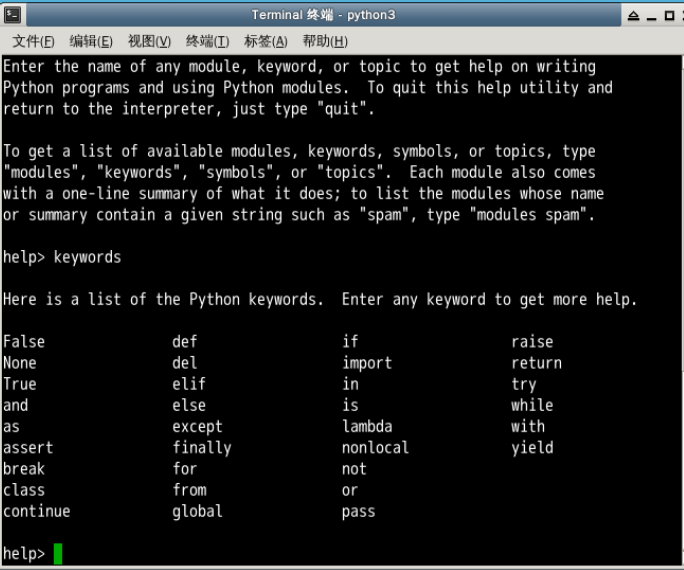 Terminal 终端 - python3
文件(F) 编辑(E) 视图(V) 终端(T) 标签(A) 帮助(H)
Enter the name of any module, keyword, or topic to get help on writing
Python programs and using Python modules.  To quit this help utility and
return to the interpreter, just type "quit".
To get a list of available modules, keywords, symbols, or topics, type
"modules", "keywords", "symbols", or "topics".  Each module also comes
with a one-line summary of what it does; to list the modules whose name
or summary contain a given string such as "spam", type "modules spam".
help> keywords
Here is a list of the Python keywords.  Enter any keyword to get more help.
False def if raise
None del import return
True elif in try
and else is while
as except lambda with
assert finally nonlocal yield
break for not
class from or
continue global pass
help>